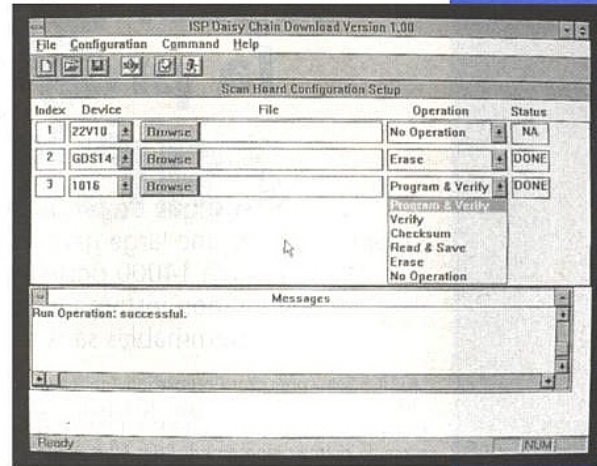 ISP Daisy Chain Download Version 1.00
File Configuration Command Help
Scan Board Configuration Setup
Index Device File Operation Status
1 22V10 Browse No Operation NA
2 GDS14 Browse Erase DONE
3 1016 Browse Program & Verify DONE
Program & Verify
Verify
Checksum
Read & Save
Erase
No Operation
Messages
Run Operation: successful.
Ready NUM